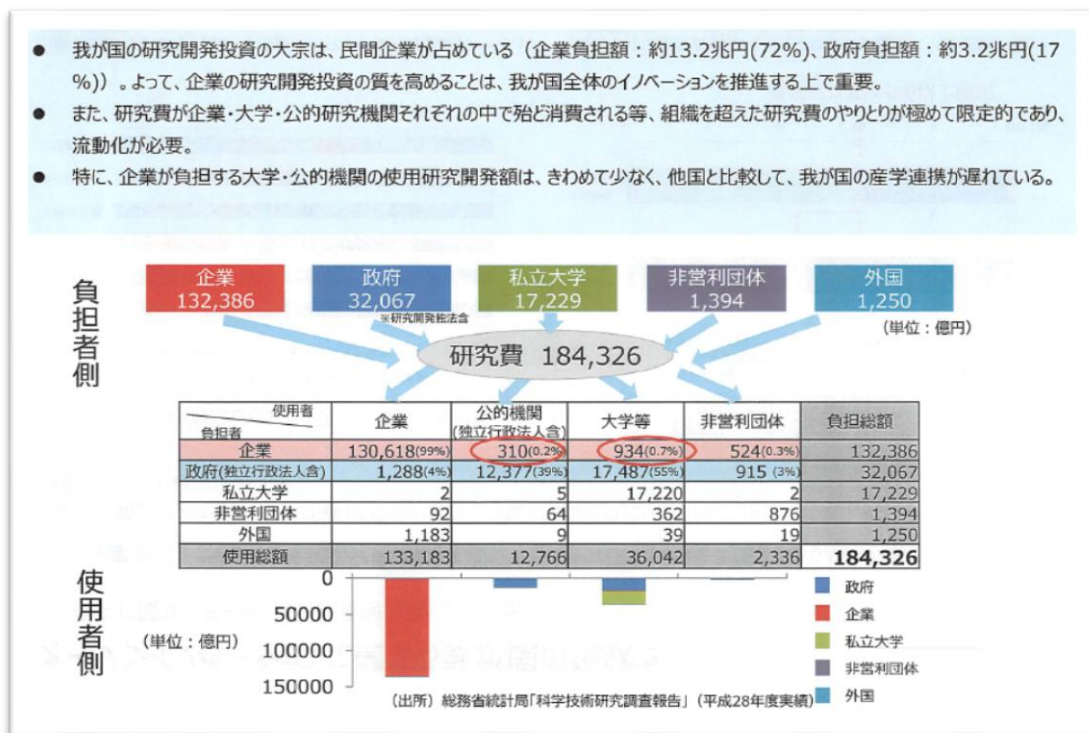 ● 我が国の研究開発投資の大宗は、民間企業が占めている（企業負担額：約13.2兆円(72%)、政府負担額：約3.2兆円(17
%)）。よって、企業の研究開発投資の質を高めることは、我が国全体のイノベーションを推進する上で重要。
● また、研究費が企業・大学・公的研究機関それぞれの中で殆ど消費される等、組織を超えた研究費のやりとりが極めて限定的であり、
流動化が必要。
● 特に、企業が負担する大学・公的機関の使用研究開発額は、きわめて少なく、他国と比較して、我が国の産学連携が遅れている。
負担者側
企業 政府 私立大学 非営利団体 外国
132,386 32,067 17,229 1,394 1,250
※研究開発独法含
（単位：億円）
研究費 184,326
使用者 企業 公的機関 大学等 非営利団体 負担総額
負担者 (独立行政法人含)
企業 130,618(99%) 310(0.2%) 934(0.7%) 524(0.3%) 132,386
政府(独立行政法人含) 1,288(4%) 12,377(39%) 17,487(55%) 915 (3%) 32,067
私立大学 2 5 17,220 2 17,229
非営利団体 92 64 362 876 1,394
外国 1,183 9 39 19 1,250
使用総額 133,183 12,766 36,042 2,336 184,326
使用者側
（単位：億円）
0
50000
100000
150000
政府
企業
私立大学
非営利団体
外国
（出所）総務省統計局「科学技術研究調査報告」（平成28年度実績）